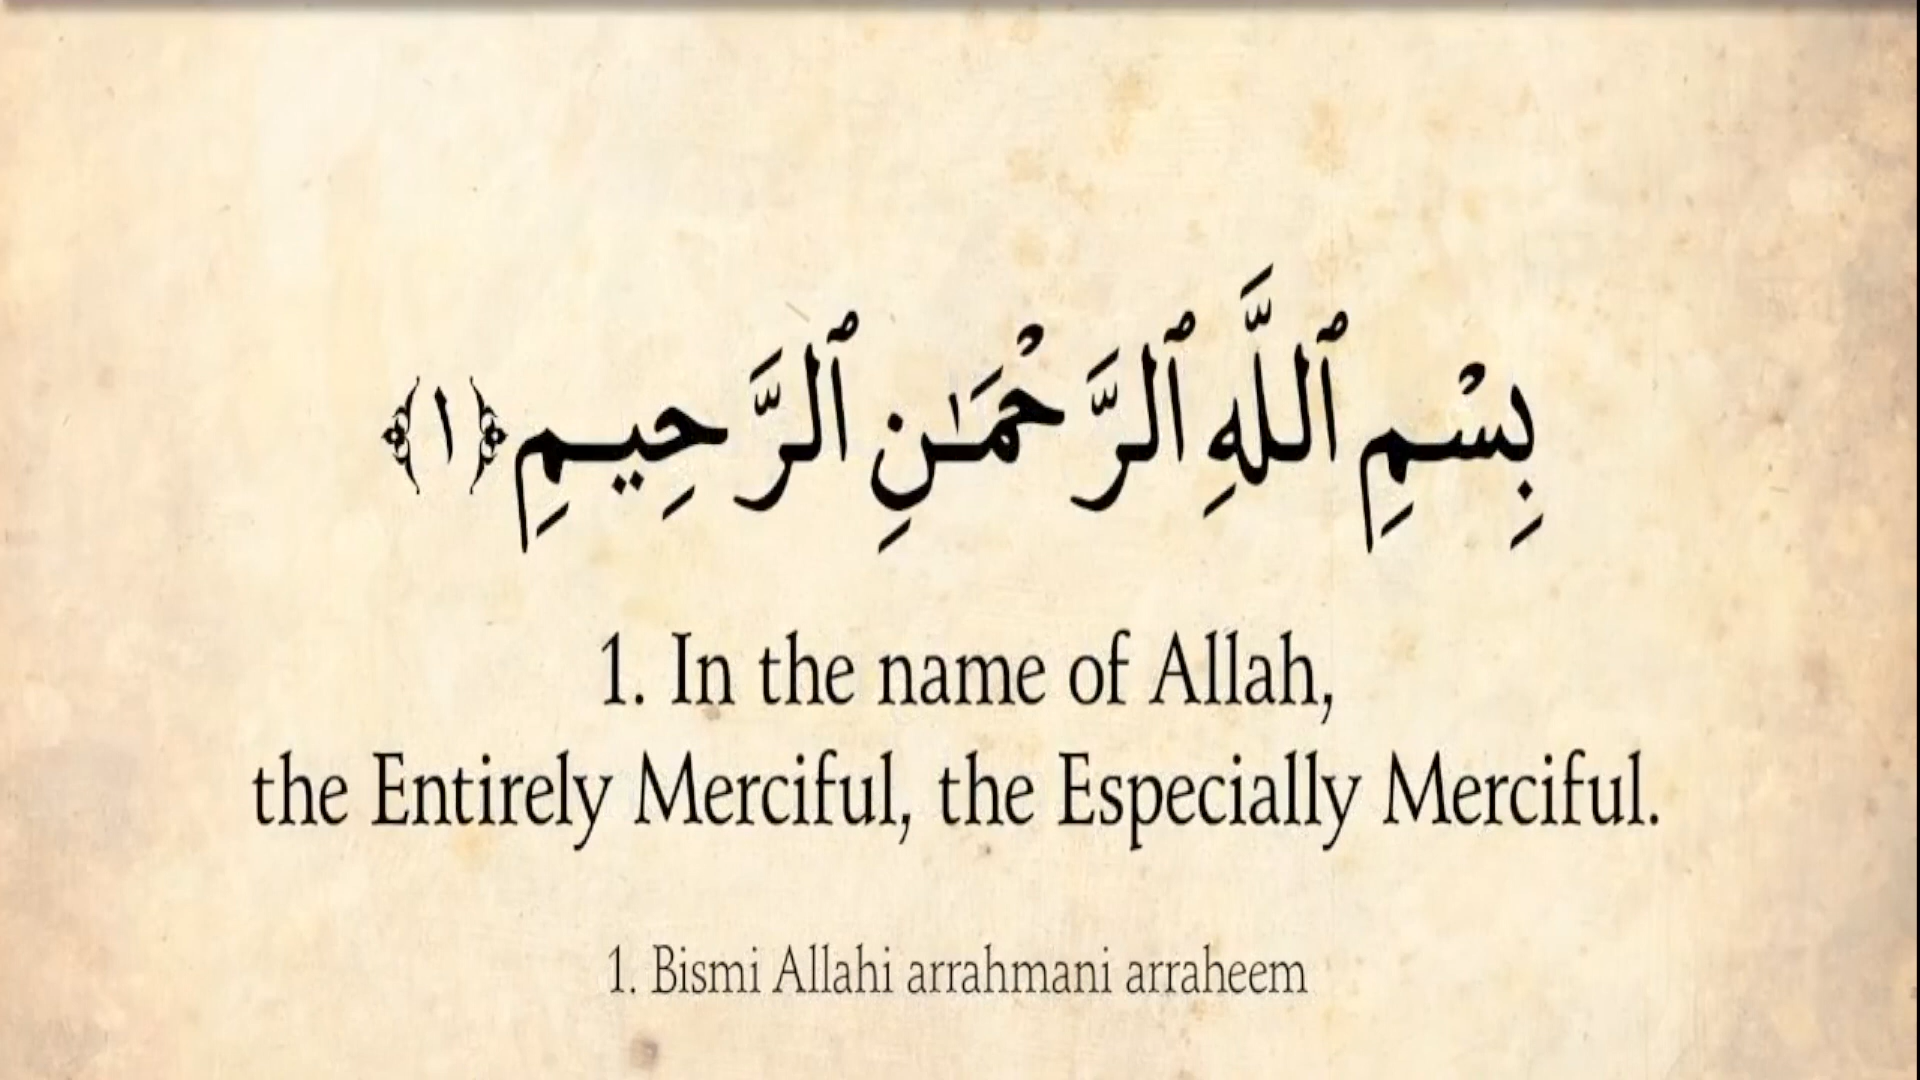 بِسْمِ ٱللَّهِ ٱلرَّحْمَـٰنِ ٱلرَّحِيمِ ﴿١﴾
1. In the name of Allah,
the Entirely Merciful, the Especially Merciful.
1. Bismi Allahi arrahmani arraheem